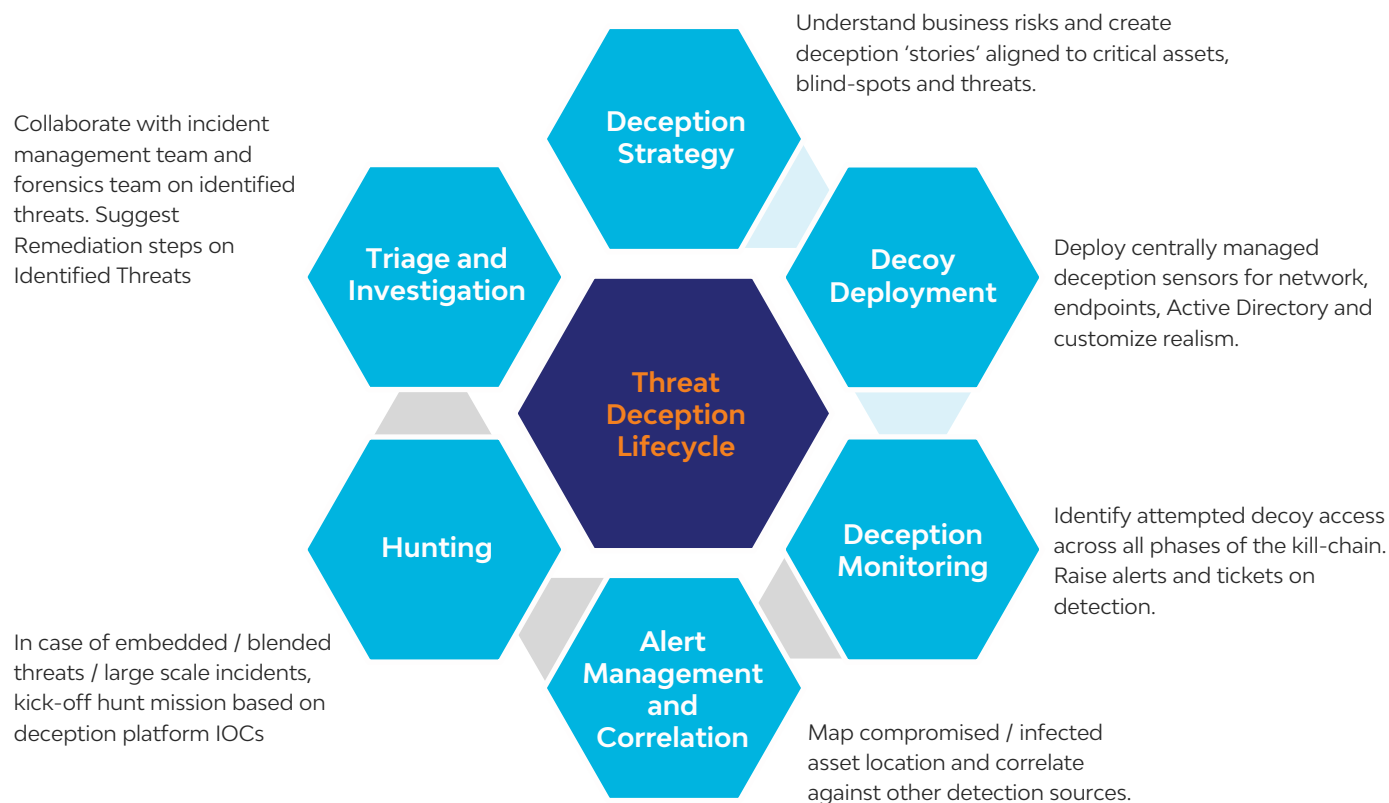 Understand business risks and create
deception ‘stories’ aligned to critical assets,
blind-spots and threats.
Deception
Strategy
Collaborate with incident
management team and
forensics team on identified
threats. Suggest
Remediation steps on
Identified Threats
Triage and
Investigation
Decoy
Deployment
Deploy centrally managed
deception sensors for network,
endpoints, Active Directory and
customize realism.
Threat
Deception
Lifecycle
Hunting
Deception
Monitoring
Identify attempted decoy access
across all phases of the kill-chain.
Raise alerts and tickets on
detection.
In case of embedded / blended
threats / large scale incidents,
kick-off hunt mission based on
deception platform IOCs
Alert
Management
and
Correlation
Map compromised / infected
asset location and correlate
against other detection sources.